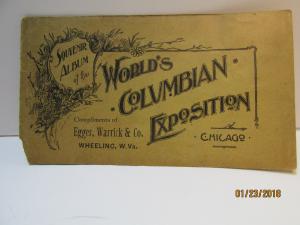 SOUVENIR
ALBUM
of the
WORLD'S
COLUMBIAN
EXPOSITION
CHICAGO
Compliments of
Egger, Warrick & Co.
WHEELING, W. Va.
01/23/2018